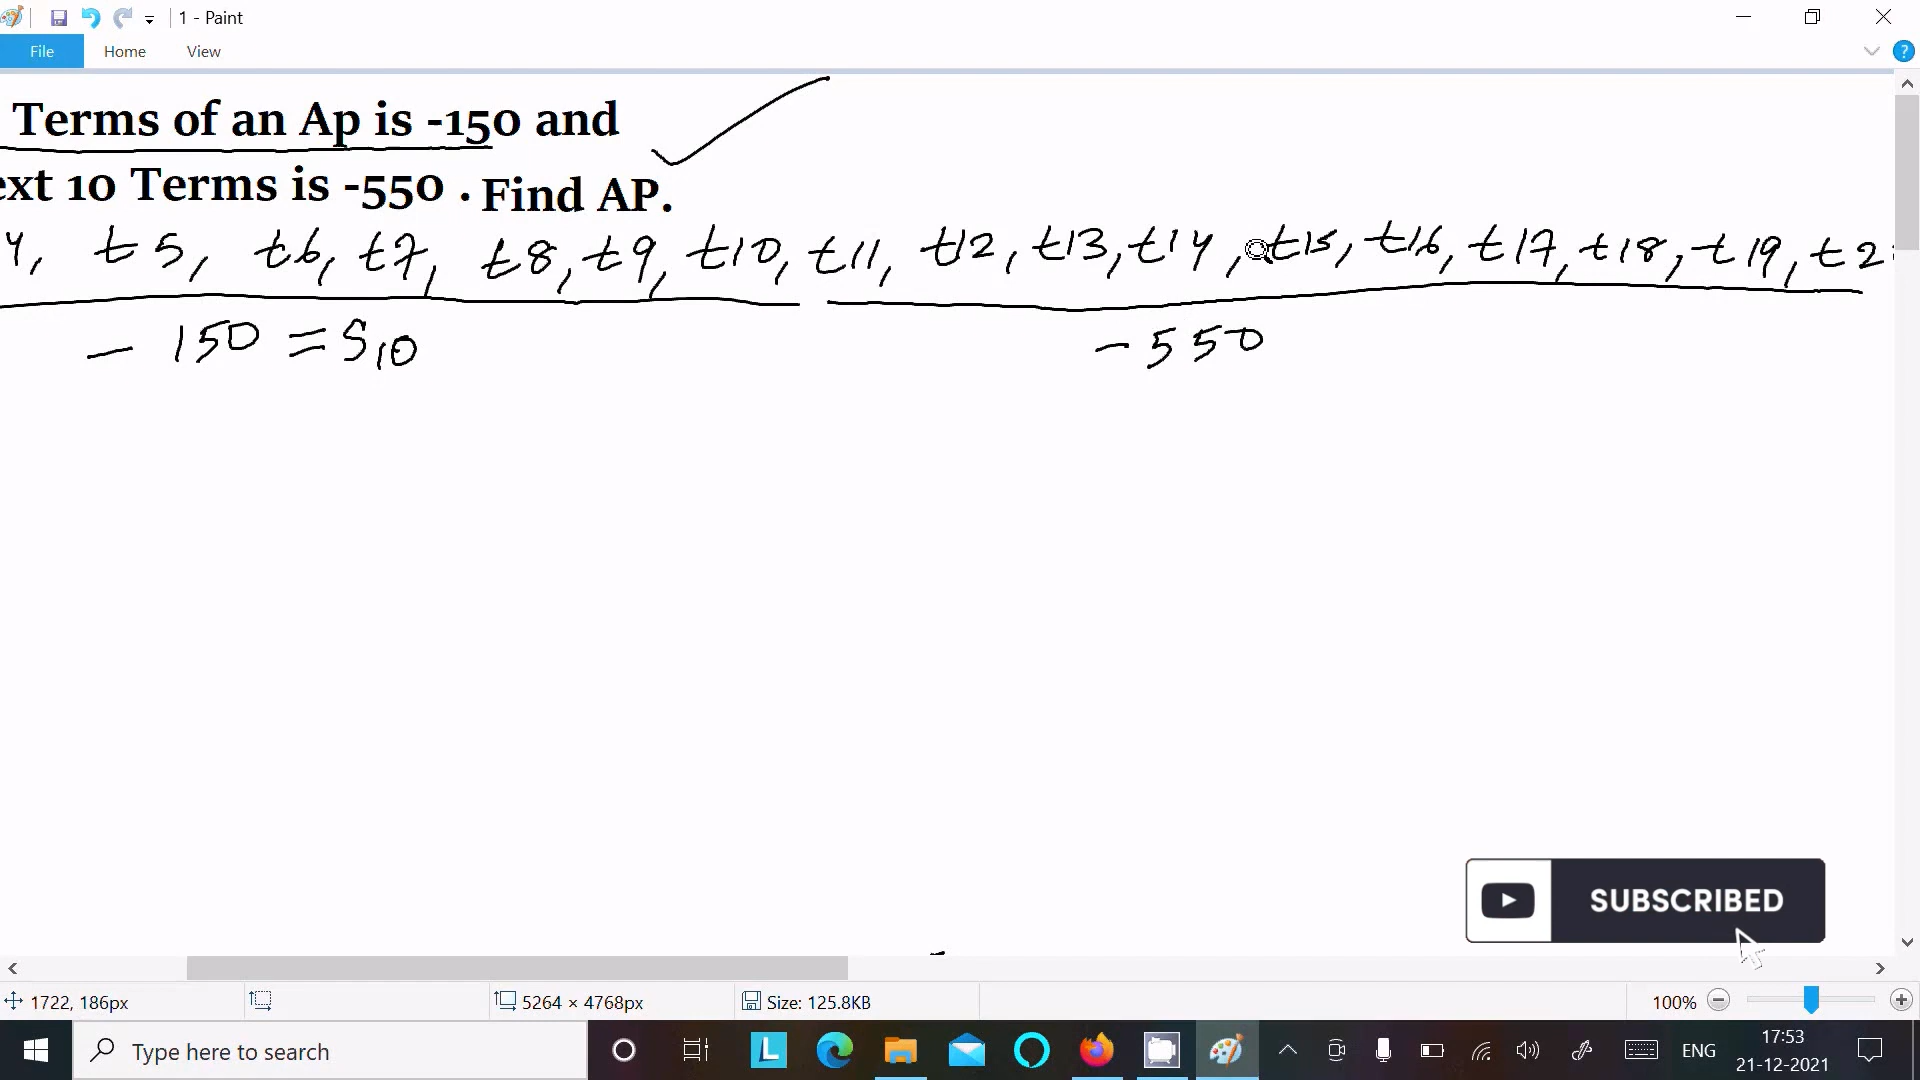 1 - Paint
File Home View
Terms of an Ap is -150 and
ext 10 Terms is -550 . Find AP.
4, t5, t6, t7, t8, t9, t10, t11, t12, t13, t14, t15, t16, t17, t18, t19, t2
- 150 = S10
- 550
SUBSCRIBED
1722, 186px 5264 × 4768px Size: 125.8KB 100%
Type here to search
L
ENG
17:53
21-12-2021